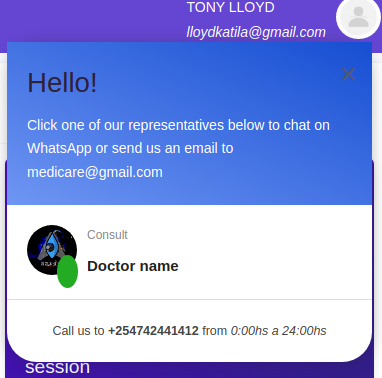 TONY LLOYD
lloydkatila@gmail.com
Hello!
Click one of our representatives below to chat on
WhatsApp or send us an email to
medicare@gmail.com
Consult
Doctor name
Call us to +254742441412 from 0:00hs a 24:00hs
session